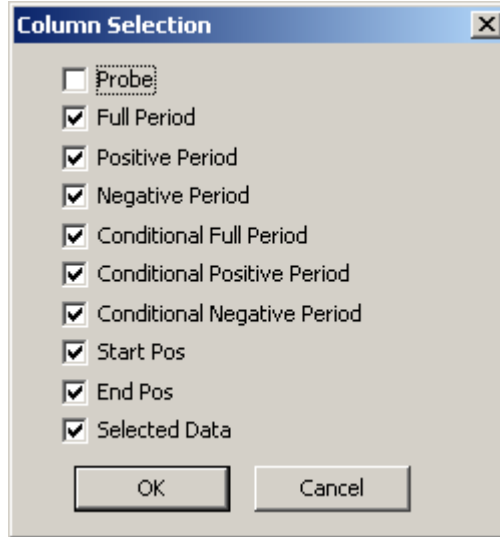 Column Selection
Probe
Full Period
Positive Period
Negative Period
Conditional Full Period
Conditional Positive Period
Conditional Negative Period
Start Pos
End Pos
Selected Data
OK Cancel